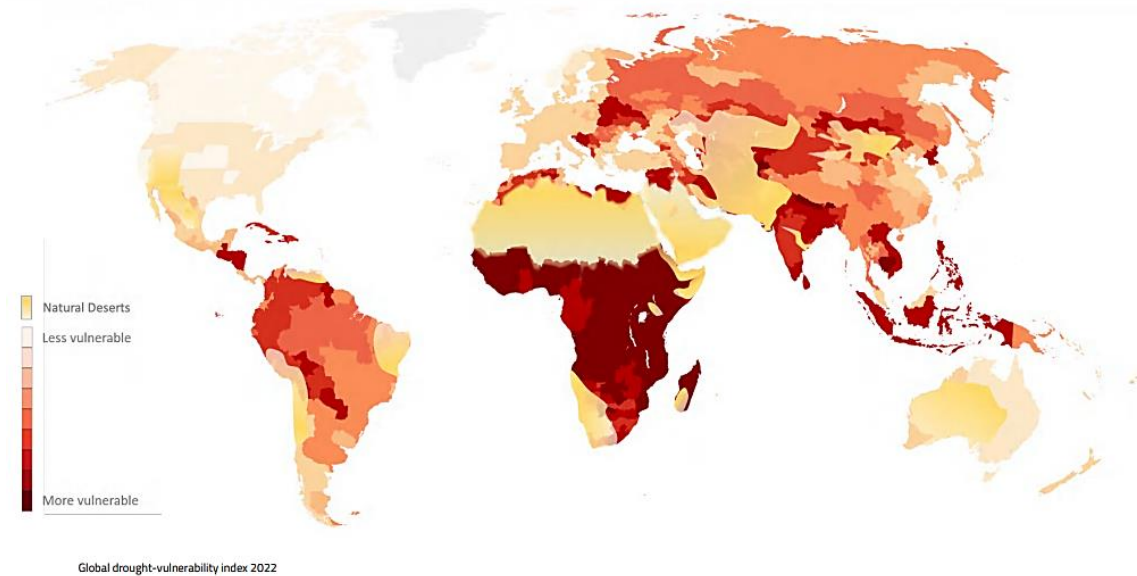 Natural Deserts
Less vulnerable
More vulnerable
Global drought-vulnerability index 2022